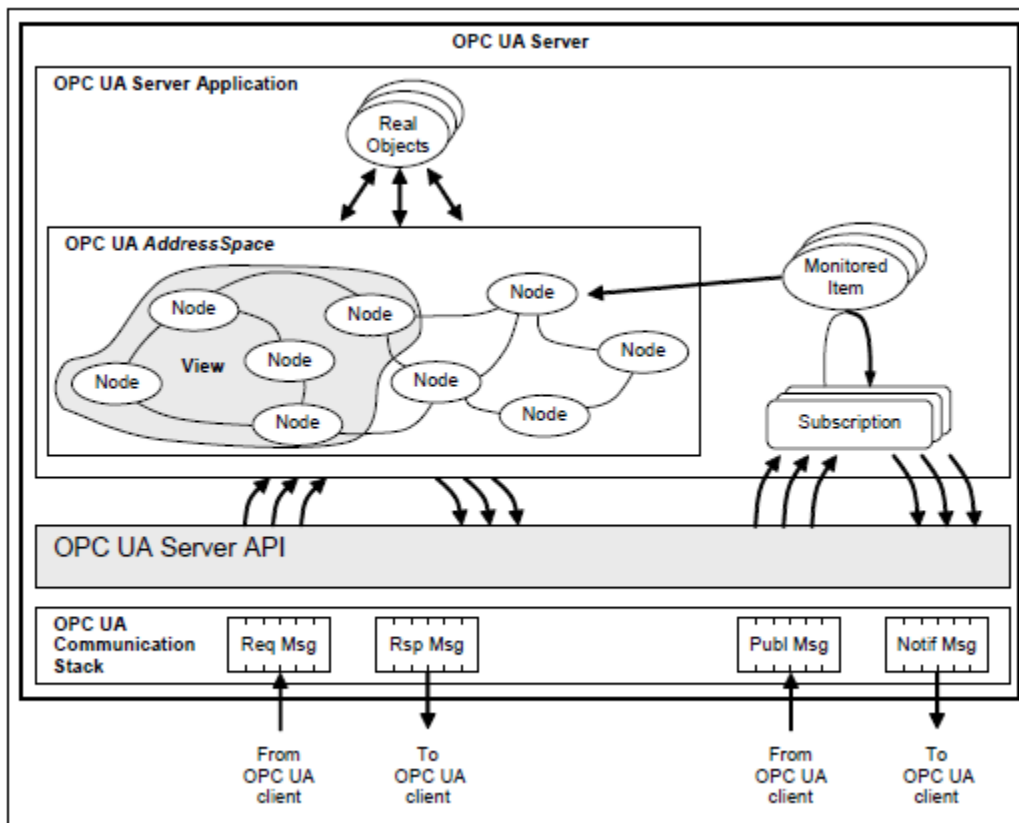 OPC UA Server
OPC UA Server Application
Real
Objects
OPC UA AddressSpace
Monitored
Item
Node
Node
Node
Node
View
Node
Node
Node
Node
Node
Subscription
OPC UA Server API
OPC UA
Communication
Stack
Req Msg
Rsp Msg
Publ Msg
Notif Msg
From
OPC UA
client
To
OPC UA
client
From
OPC UA
client
To
OPC UA
client